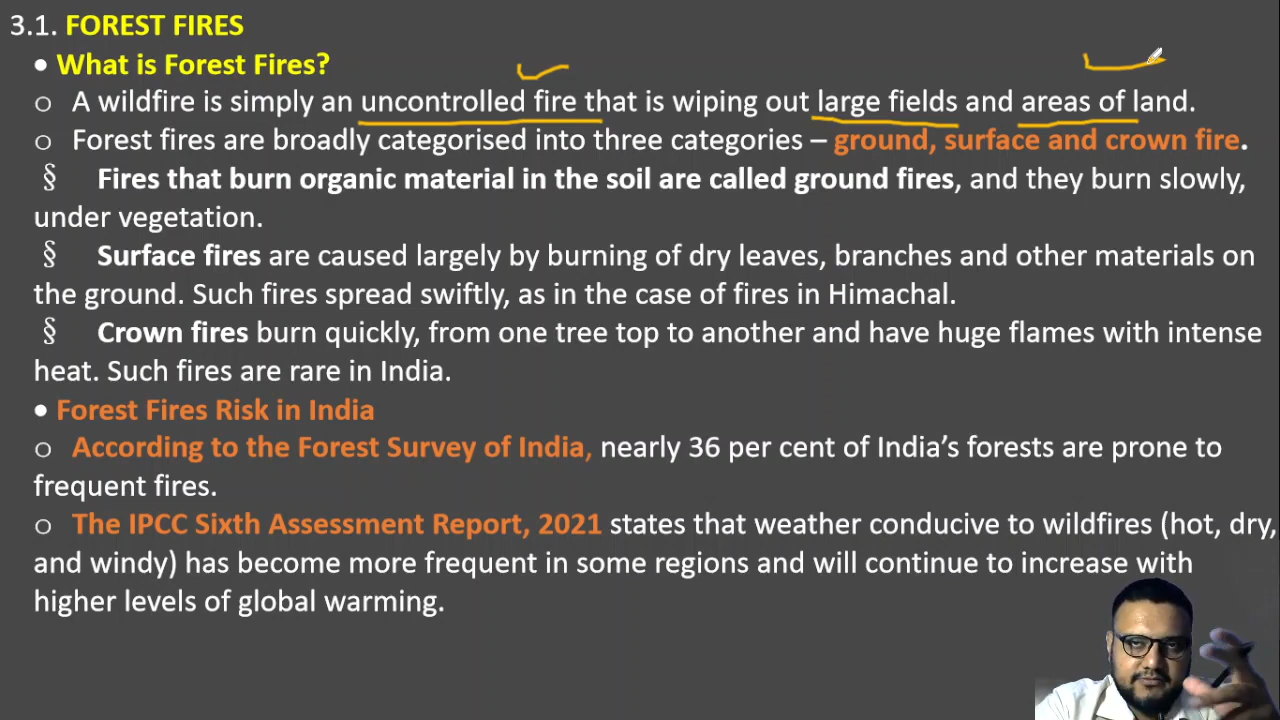 3.1. FOREST FIRES
• What is Forest Fires?
o A wildfire is simply an uncontrolled fire that is wiping out large fields and areas of land.
o Forest fires are broadly categorised into three categories – ground, surface and crown fire.
§ Fires that burn organic material in the soil are called ground fires, and they burn slowly,
under vegetation.
§ Surface fires are caused largely by burning of dry leaves, branches and other materials on
the ground. Such fires spread swiftly, as in the case of fires in Himachal.
§ Crown fires burn quickly, from one tree top to another and have huge flames with intense
heat. Such fires are rare in India.
• Forest Fires Risk in India
o According to the Forest Survey of India, nearly 36 per cent of India’s forests are prone to
frequent fires.
o The IPCC Sixth Assessment Report, 2021 states that weather conducive to wildfires (hot, dry,
and windy) has become more frequent in some regions and will continue to increase with
higher levels of global warming.